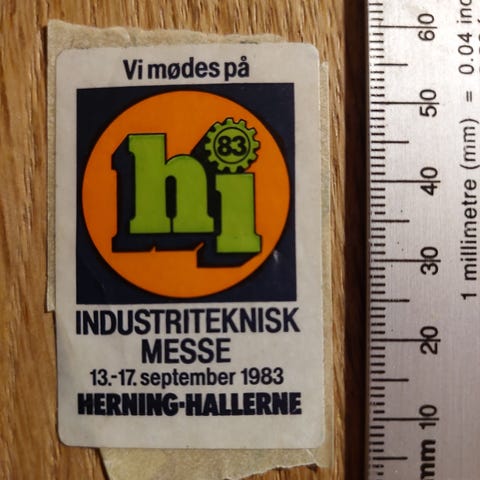 Vi mødes på
83
hi
INDUSTRITEKNISK
MESSE
13.-17. september 1983
HERNING-HALLERNE
60
50
40
30
20
10
mm
1 millimetre (mm) = 0.04 inc